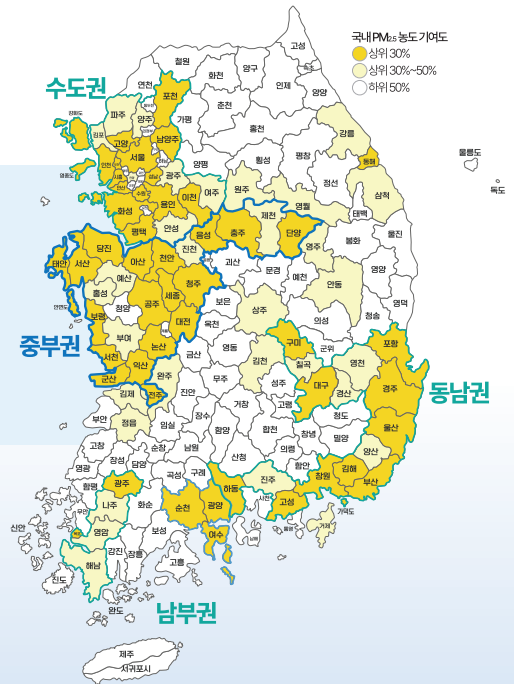 국내 PM2.5 농도 기여도
상위 30%
상위 30%~50%
하위 50%
고성
철원
화천
양구
속초
연천
인제
포천
양양
수도권
춘천
파주
양주
가평
강화도
홍천
강릉
김포
고양
남양주
서울
횡성
평창
동해
울릉도
인천
양평
정선
영흥도
광주
독도
여주
원주
삼척
화성
용인
이천
영월
태백
안성
제천
평택
음성
충주
단양
울진
당진
영주
봉화
아산
천안
진천
태안
서산
괴산
문경
예천
영양
예산
청주
안동
홍성
세종
보은
영덕
안면도
청양
공주
상주
보령
대전
의성
청송
옥천
중부권
부여
논산
구미
포항
영동
군위
서천
금산
김천
칠곡
영천
익산
완주
무주
성주
대구
경주
군산
전주
진안
경산
동남권
김제
거창
고령
부안
정읍
임실
장수
청도
합천
울산
함양
창녕
밀양
고창
순창
남원
산청
의령
양산
장성
담양
영광
구례
함안
김해
함평
광주
곡성
하동
진주
창원
부산
나주
화순
순천
광양
사천
고성
가덕도
무안
신안
영암
보성
여수
거제
통영
남해
강진
장흥
고흥
해남
진도
완도
남부권
제주
서귀포시